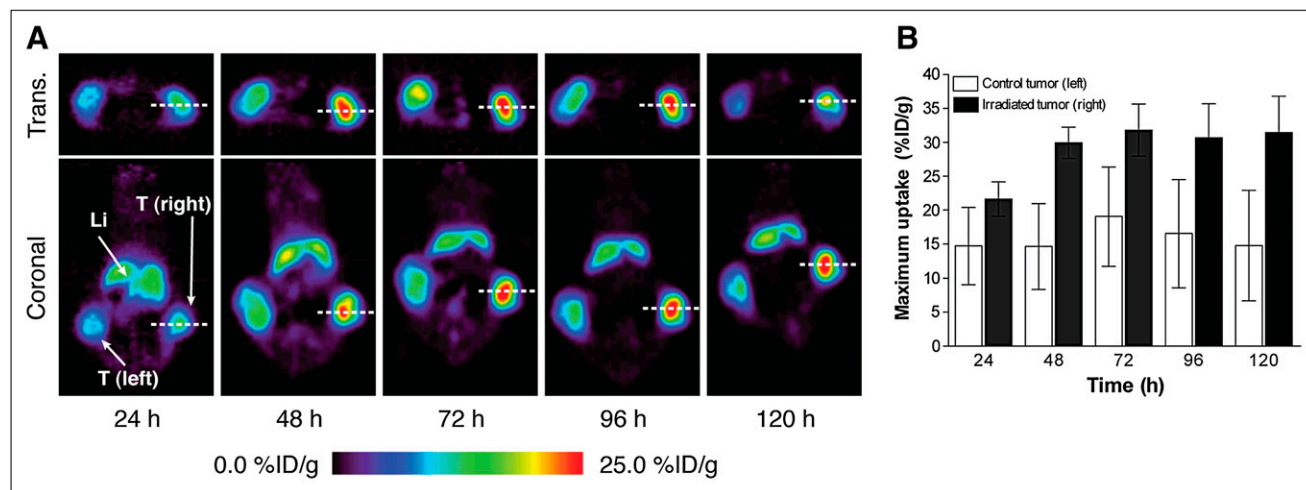 A
Trans.
Coronal
Li
T (right)
T (left)
24 h
48 h
72 h
96 h
120 h
0.0 %ID/g
25.0 %ID/g
B
Control tumor (left)
Irradiated tumor (right)
Maximum uptake (%ID/g)
40
35
30
25
20
15
10
5
0
24
48
72
96
120
Time (h)